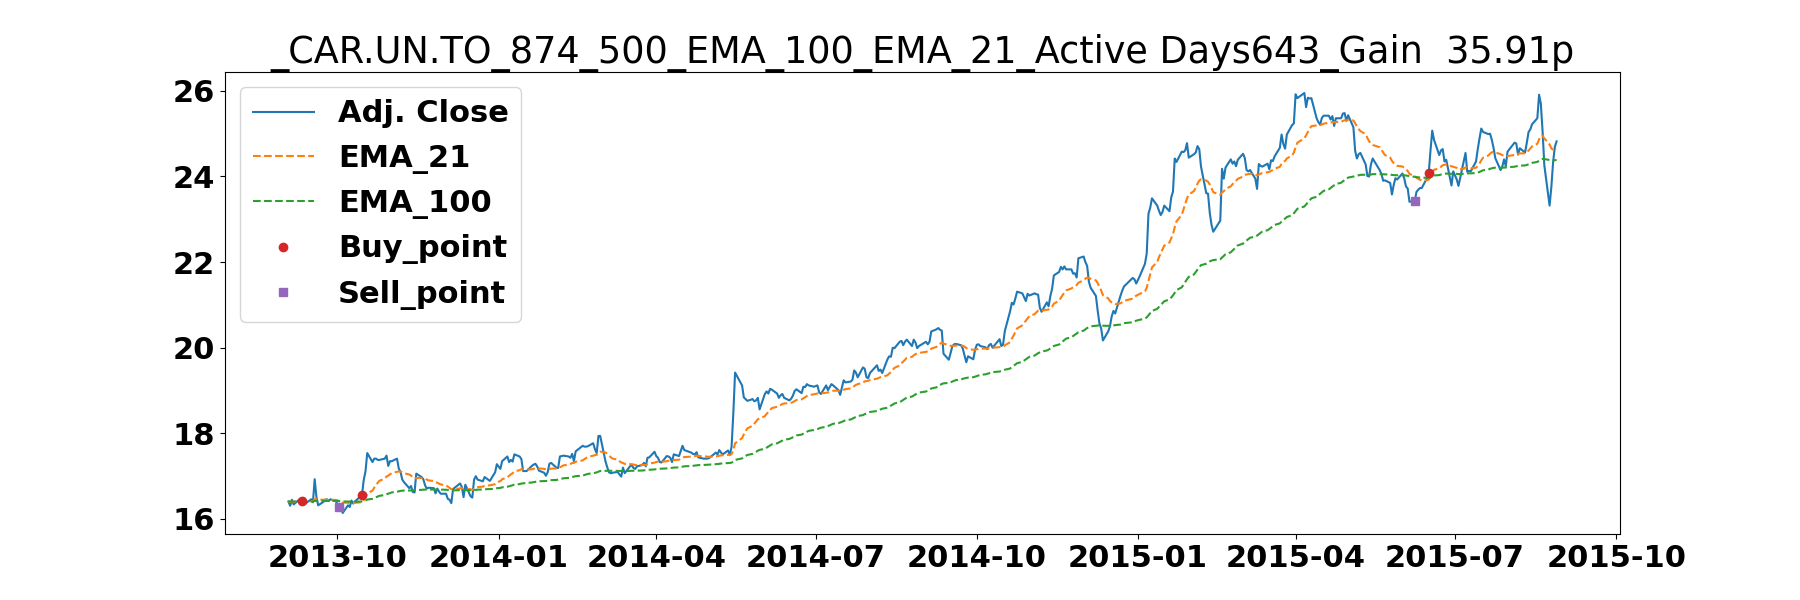 _CAR.UN.TO_874_500_EMA_100_EMA_21_Active Days643_Gain  35.91p
26
24
22
20
18
16
Adj. Close
EMA_21
EMA_100
Buy_point
Sell_point
2013-10 2014-01 2014-04 2014-07 2014-10 2015-01 2015-04 2015-07 2015-10